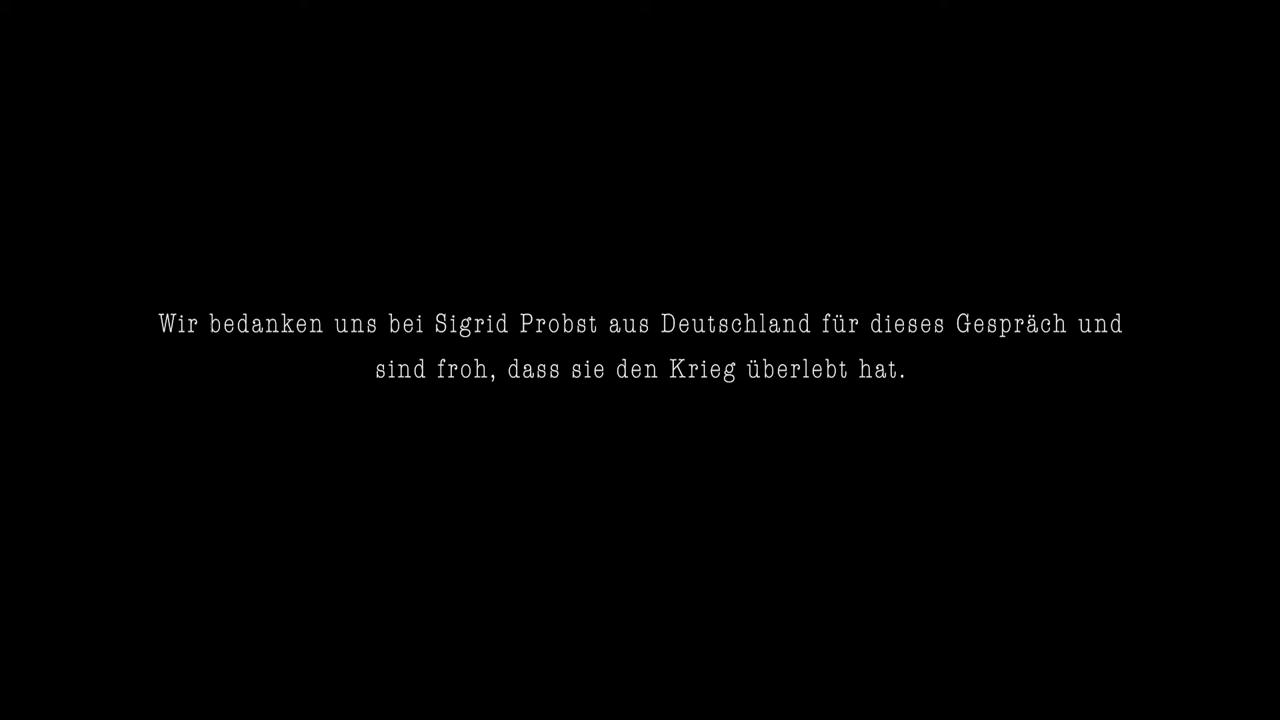 Wir bedanken uns bei Sigrid Probst aus Deutschland für dieses Gespräch und
sind froh, dass sie den Krieg überlebt hat.